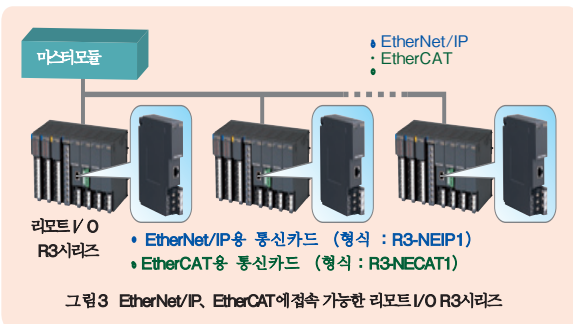 마스터모듈
• EtherNet/IP
• EtherCAT
리모트 I/O
R3시리즈
• EtherNet/IP용 통신카드 (형식 : R3-NEIP1)
• EtherCAT용 통신카드 (형식 : R3-NECAT1)
그림3 EtherNet/IP、EtherCAT에 접속 가능한 리모트 I/O R3시리즈